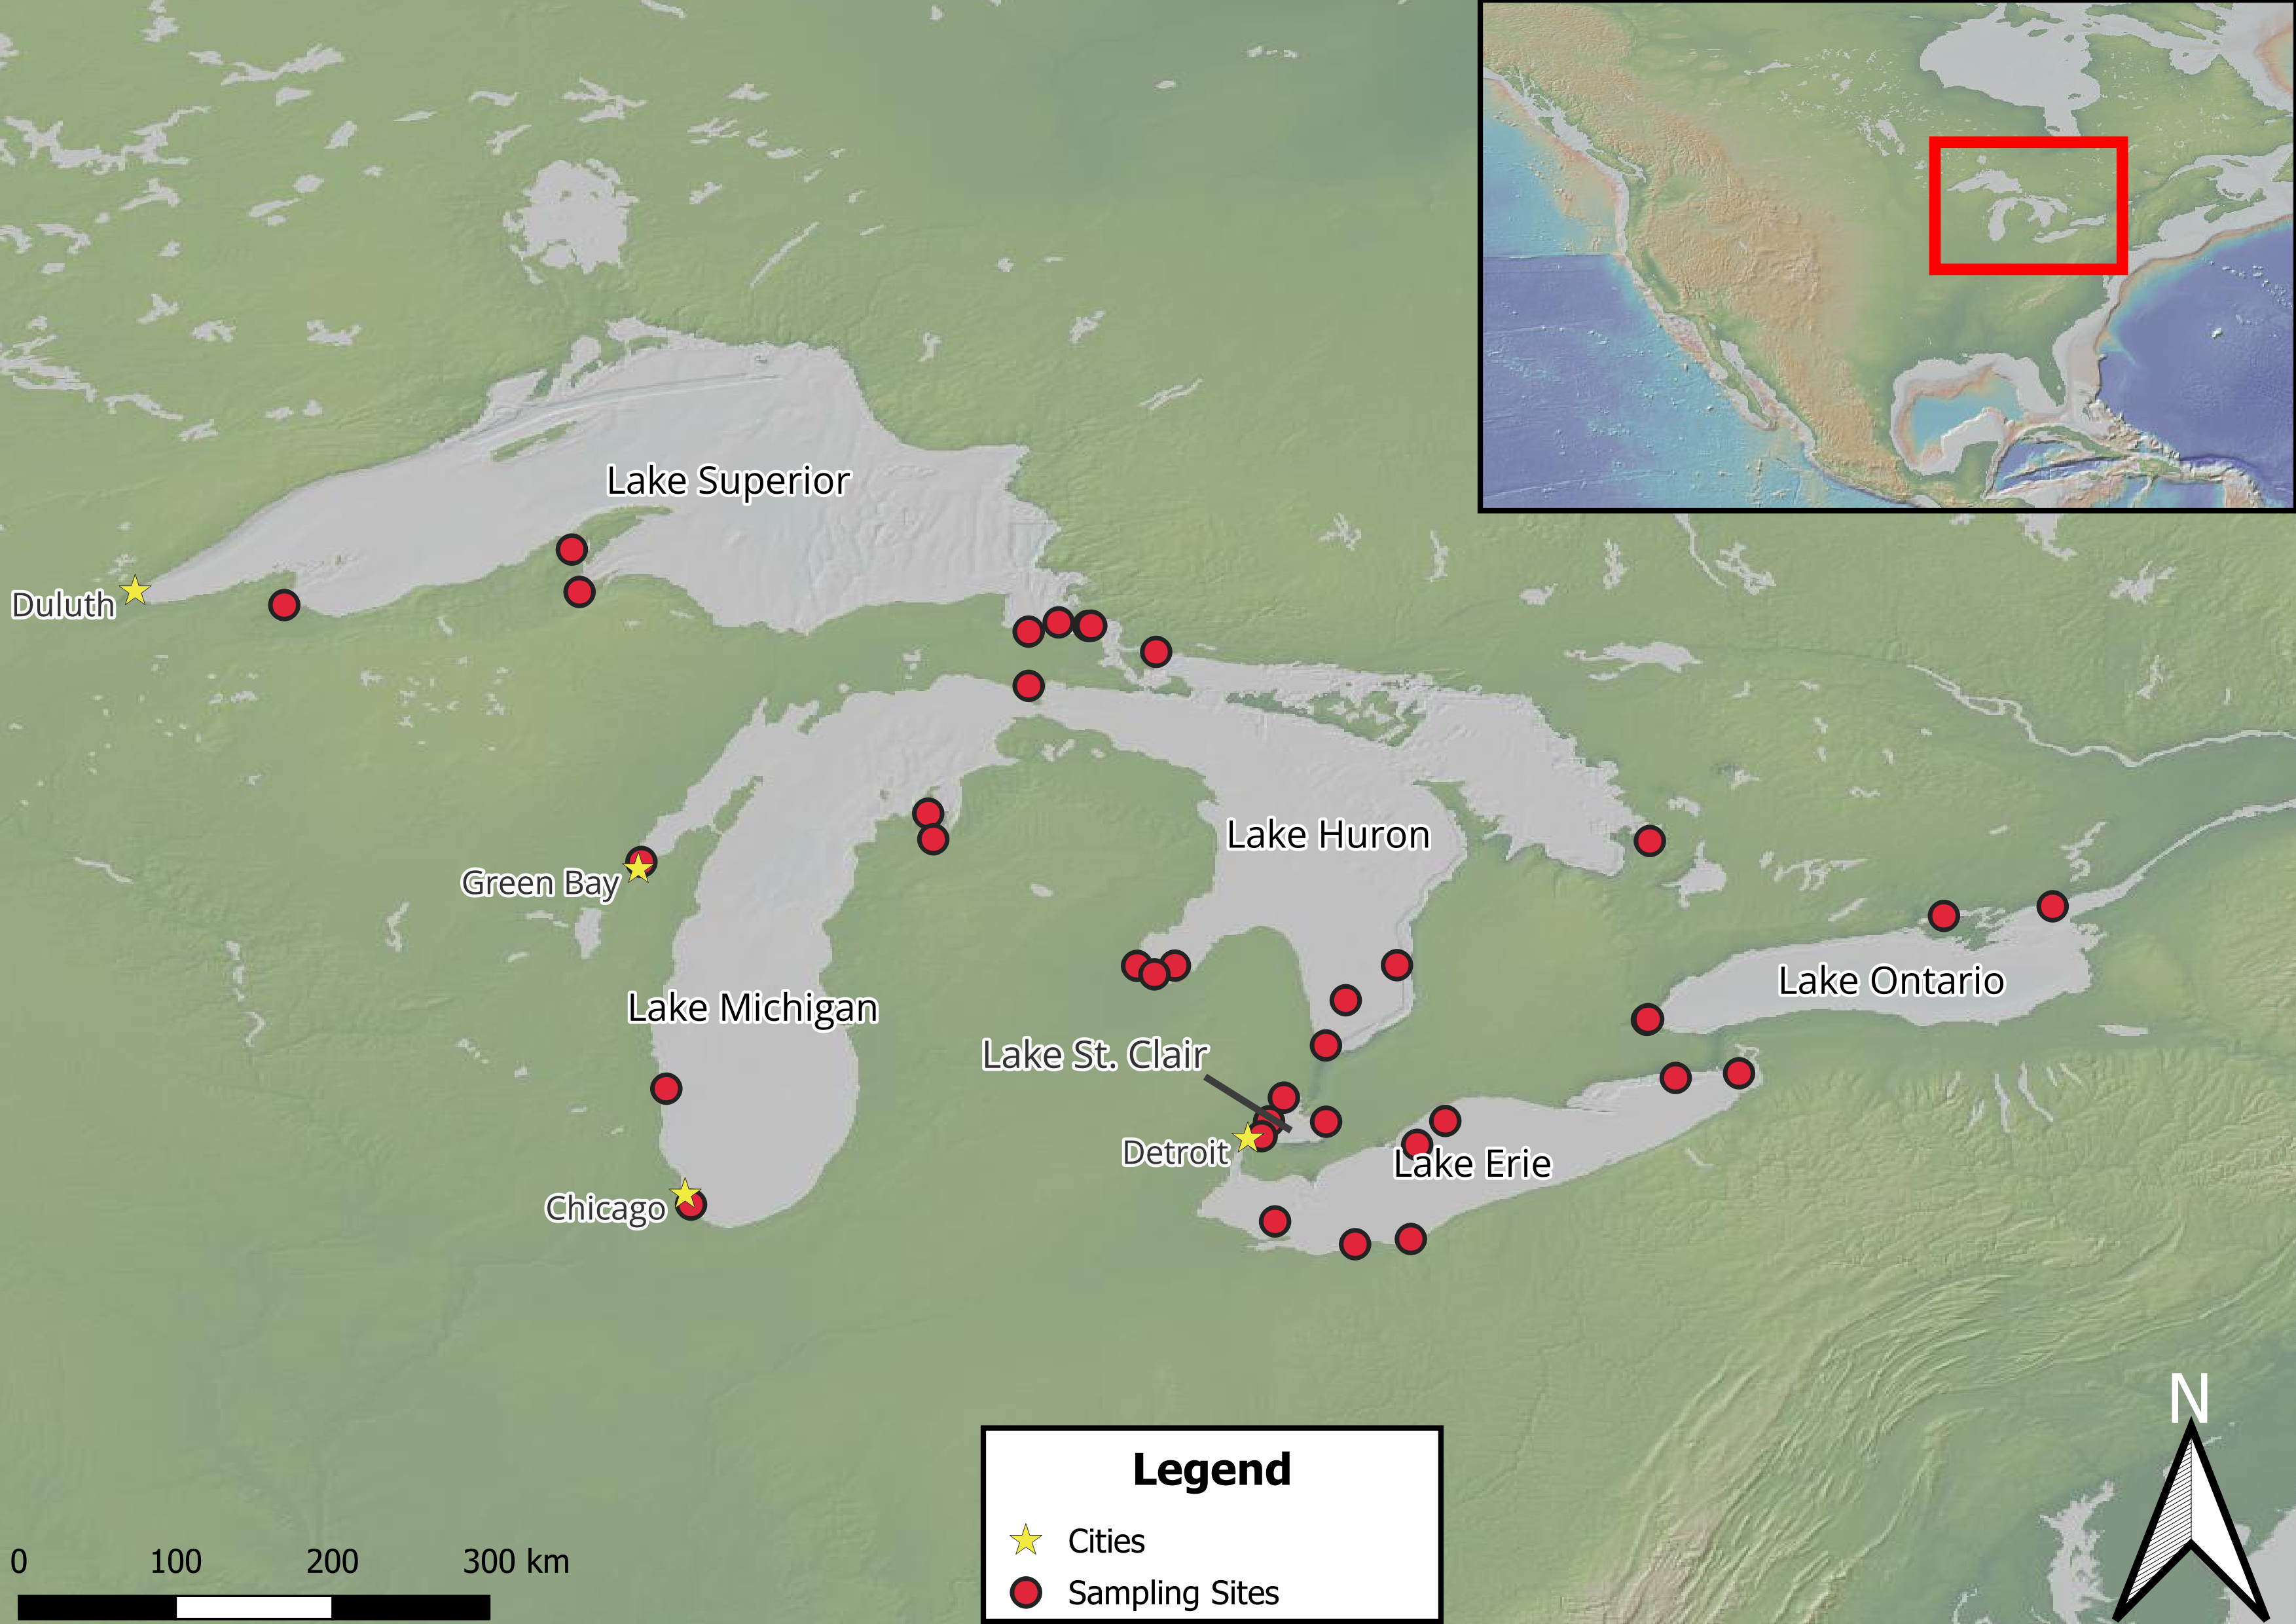 Lake Superior
Duluth
Lake Huron
Green Bay
Lake Ontario
Lake Michigan
Lake St. Clair
Detroit
Lake Erie
Chicago
N
Legend
Cities
Sampling Sites
0 100 200 300 km